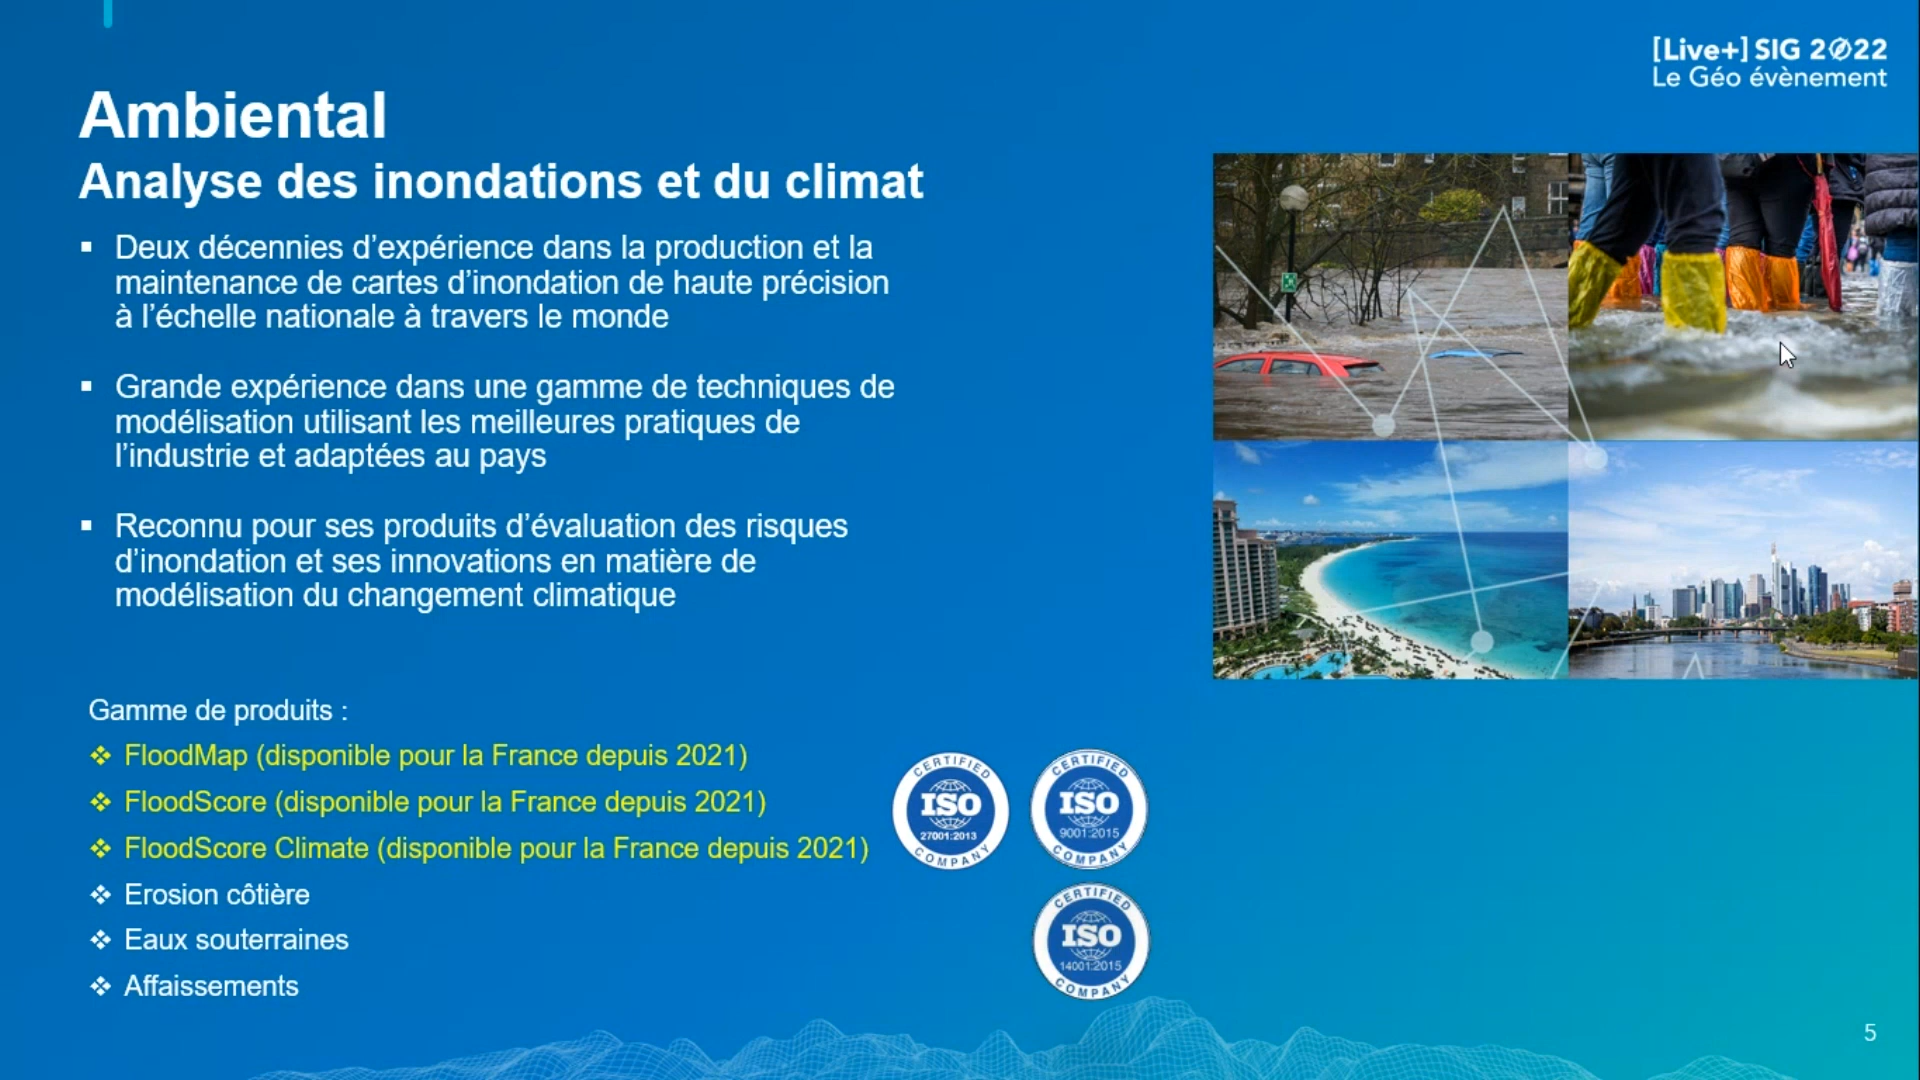 [Live+] SIG 2022
Le Géo évènement
Ambiental
Analyse des inondations et du climat
▪ Deux décennies d’expérience dans la production et la
maintenance de cartes d’inondation de haute précision
à l’échelle nationale à travers le monde
▪ Grande expérience dans une gamme de techniques de
modélisation utilisant les meilleures pratiques de
l’industrie et adaptées au pays
▪ Reconnu pour ses produits d’évaluation des risques
d’inondation et ses innovations en matière de
modélisation du changement climatique
Gamme de produits :
❖ FloodMap (disponible pour la France depuis 2021)
❖ FloodScore (disponible pour la France depuis 2021)
❖ FloodScore Climate (disponible pour la France depuis 2021)
❖ Erosion côtière
❖ Eaux souterraines
❖ Affaissements
CERTIFIED
ISO
27001:2013
COMPANY
CERTIFIED
ISO
9001:2015
COMPANY
CERTIFIED
ISO
14001:2015
COMPANY
5